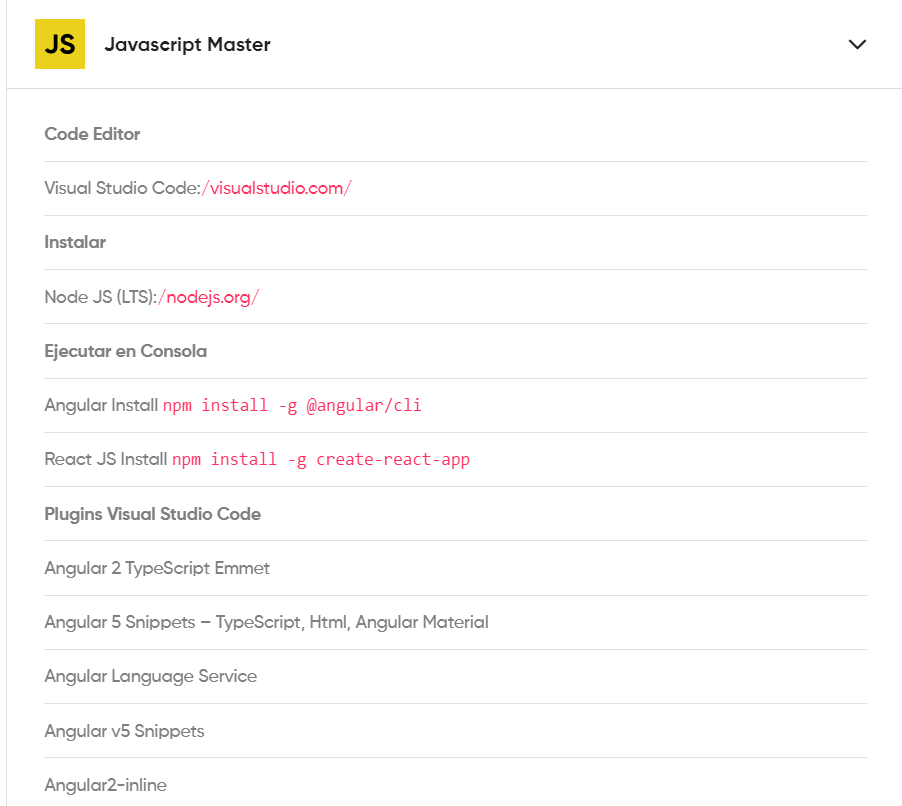 JS Javascript Master
Code Editor
Visual Studio Code:/visualstudio.com/
Instalar
Node JS (LTS):/nodejs.org/
Ejecutar en Consola
Angular Install npm install -g @angular/cli
React JS Install npm install -g create-react-app
Plugins Visual Studio Code
Angular 2 TypeScript Emmet
Angular 5 Snippets – TypeScript, Html, Angular Material
Angular Language Service
Angular v5 Snippets
Angular2-inline